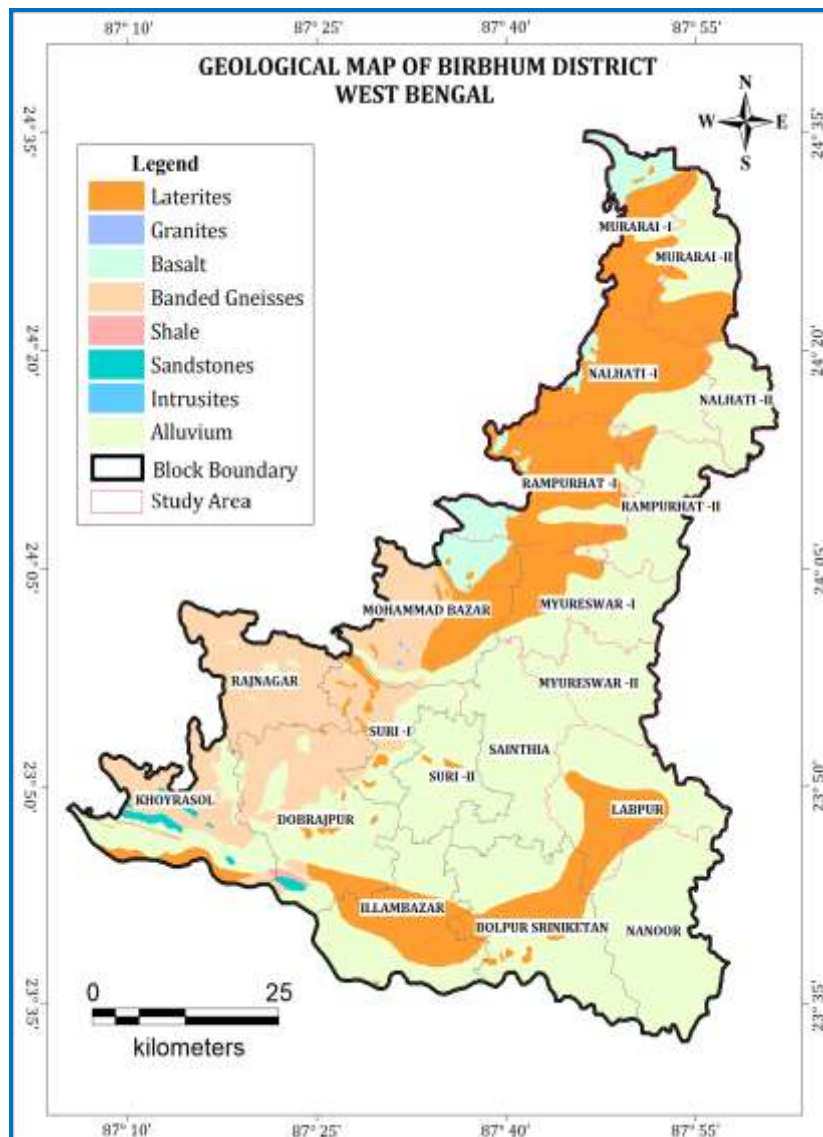 87° 10' 87° 25' 87° 40' 87° 55'
GEOLOGICAL MAP OF BIRBHUM DISTRICT
WEST BENGAL
N
W E
S
24° 35' 24° 35'
Legend
Laterites
Granites
Basalt
Banded Gneisses
Shale
Sandstones
Intrusites
Alluvium
Block Boundary
Study Area
MURARAI -I
MURARAI -II
24° 20' 24° 20'
NALHATI -I
NALHATI -II
RAMPURHAT -I
RAMPURHAT -II
24° 05' 24° 05'
MOHAMMAD BAZAR
MYURESWAR -I
RAJNAGAR
MYURESWAR -II
SURI -I
SAINTHIA
SURI -II
23° 50' 23° 50'
KHOYRASOL
LABPUR
DOBRAJPUR
ILLAMBAZAR
BOLPUR SRINIKETAN
NANOOR
0 25
kilometers
23° 35' 23° 35'
87° 10' 87° 25' 87° 40' 87° 55'